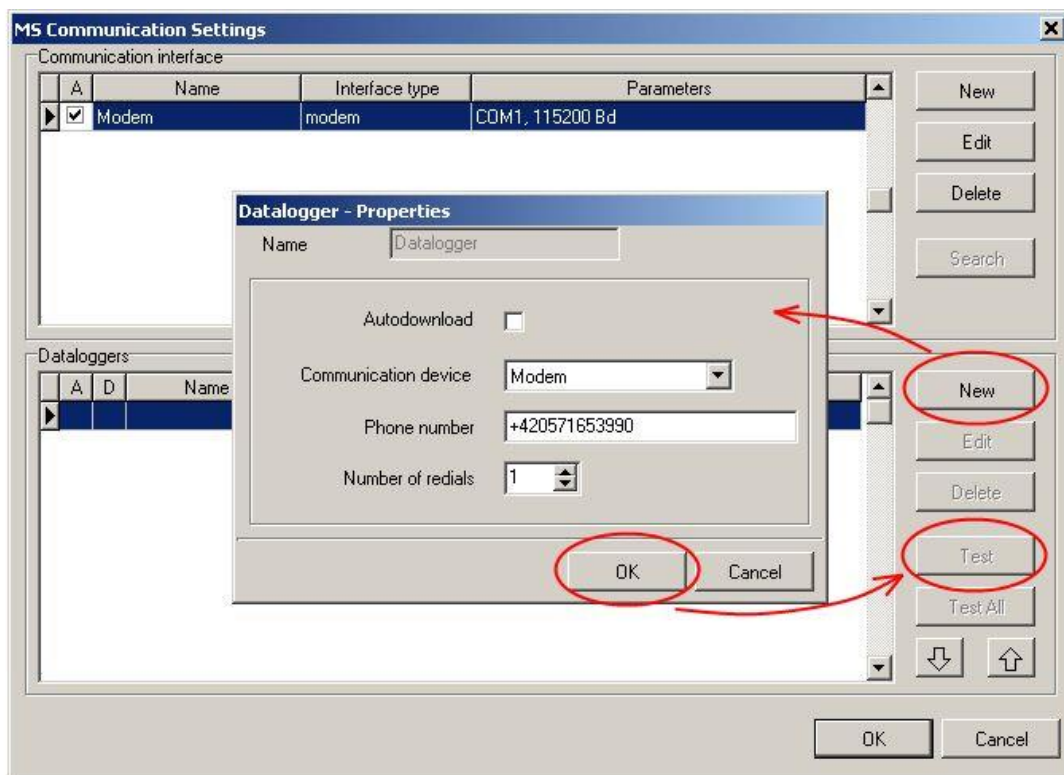 MS Communication Settings
Communication interface
A Name Interface type Parameters
Modem modem COM1, 115200 Bd
New
Edit
Delete
Search
Datalogger - Properties
Name Datalogger
Autodownload
Communication device Modem
Phone number +420571653990
Number of redials 1
OK Cancel
Dataloggers
A D Name
New
Edit
Delete
Test
Test All
OK Cancel